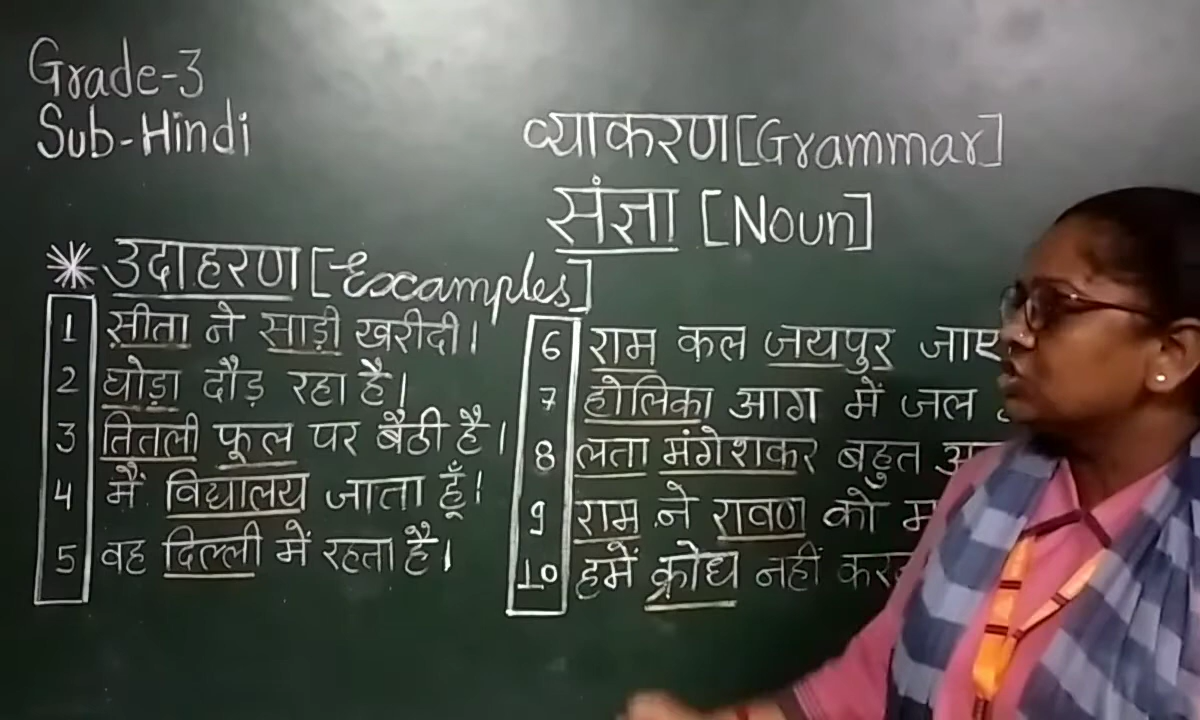 Grade-3
Sub-Hindi
व्याकरण [Grammar]
संज्ञा [Noun]
* उदाहरण [Examples]
1 सीता ने साड़ी खरीदी।
2 घोड़ा दौड़ रहा है।
3 तितली फूल पर बैठी है।
4 मैं विद्यालय जाता हूँ।
5 वह दिल्ली में रहता है।
6 राम कल जयपुर
7 होलिका आग में जल
8 लता मंगेशकर बहुत
9 राम ने रावण को
10 हमें क्रोध नहीं